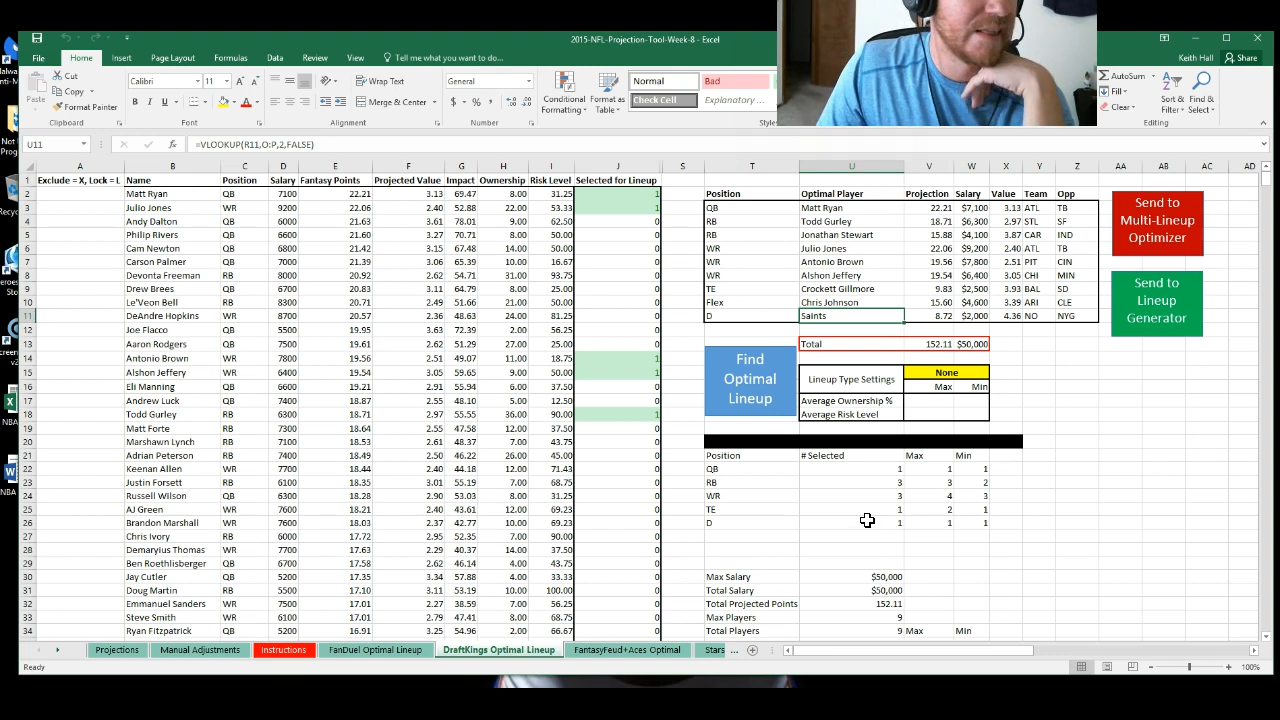 2015-NFL-Projection-Tool-Week-8 - Excel
File Home Insert Page Layout Formulas Data Review View Tell me what you want to do... Keith Hall Share
Cut
Copy
Format Painter
Paste
Calibri 11
Wrap Text
Merge & Center
General
Conditional Formatting
Format as Table
Normal Bad
Check Cell Explanatory ...
AutoSum
Fill
Clear
Sort & Filter
Find & Select
Clipboard Font Alignment Number Editing
U11 =VLOOKUP(R11,O:P,2,FALSE)
A B C D E F G H I J S T U V W X Y Z AA AB AC AD
1 Exclude = X, Lock = L Name Position Salary Fantasy Points Projected Value Impact Ownership Risk Level Selected for Lineup
2 Matt Ryan QB 7100 22.21 3.13 69.47 8.00 31.25 1 Position Optimal Player Projection Salary Value Team Opp
3 Julio Jones WR 9200 22.06 2.40 52.88 22.00 53.33 1 QB Matt Ryan 22.21 $7,100 3.13 ATL TB
4 Andy Dalton QB 6000 21.63 3.61 78.01 9.00 62.50 0 RB Todd Gurley 18.71 $6,300 2.97 STL SF
5 Philip Rivers QB 6600 21.60 3.27 70.71 8.00 50.00 0 RB Jonathan Stewart 15.88 $4,100 3.87 CAR IND
6 Cam Newton QB 6800 21.42 3.15 67.48 14.00 50.00 0 WR Julio Jones 22.06 $9,200 2.40 ATL TB
7 Carson Palmer QB 7000 21.39 3.06 65.39 10.00 16.67 0 WR Antonio Brown 19.56 $7,800 2.51 PIT CIN
8 Devonta Freeman RB 8000 20.92 2.62 54.71 31.00 93.75 0 WR Alshon Jeffery 19.54 $6,400 3.05 CHI MIN
9 Drew Brees QB 6700 20.83 3.11 64.79 8.00 25.00 0 TE Crockett Gillmore 9.83 $2,500 3.93 BAL SD
10 Le'Veon Bell RB 8300 20.71 2.49 51.66 21.00 50.00 0 Flex Chris Johnson 15.60 $4,600 3.39 ARI CLE
11 DeAndre Hopkins WR 8700 20.57 2.36 48.63 24.00 81.25 0 D Saints 8.72 $2,000 4.36 NO NYG
12 Joe Flacco QB 5500 19.95 3.63 72.39 2.00 56.25 0
13 Aaron Rodgers QB 7500 19.61 2.62 51.29 27.00 25.00 0 Total 152.11 $50,000
14 Antonio Brown WR 7800 19.56 2.51 49.07 11.00 18.75 1
15 Alshon Jeffery WR 6400 19.54 3.05 59.65 9.00 50.00 1 None
16 Eli Manning QB 6600 19.21 2.91 55.94 6.00 37.50 0 Lineup Type Settings Max Min
17 Andrew Luck QB 7400 18.87 2.55 48.10 5.00 12.50 0 Average Ownership %
18 Todd Gurley RB 6300 18.71 2.97 55.55 36.00 90.00 1 Average Risk Level
19 Matt Forte RB 7300 18.64 2.55 47.58 12.00 37.50 0
20 Marshawn Lynch RB 7100 18.53 2.61 48.37 7.00 43.75 0
21 Adrian Peterson RB 7400 18.49 2.50 46.22 26.00 45.00 0 Position # Selected Max Min
22 Keenan Allen WR 7700 18.44 2.40 44.18 12.00 71.43 0 QB 1 1 1
23 Justin Forsett RB 6100 18.35 3.01 55.19 7.00 68.75 0 RB 3 3 2
24 Russell Wilson QB 6300 18.28 2.90 53.03 8.00 31.25 0 WR 3 4 3
25 AJ Green WR 7600 18.21 2.40 43.61 12.00 69.23 0 TE 1 2 1
26 Brandon Marshall WR 7600 18.03 2.37 42.77 10.00 69.23 0 D 1 1 1
27 Chris Ivory RB 6000 17.72 2.95 52.35 7.00 90.00 0
28 Demaryius Thomas WR 7700 17.63 2.29 40.37 14.00 37.50 0
29 Ben Roethlisberger QB 6700 17.58 2.62 46.14 4.00 43.75 0
30 Jay Cutler QB 5200 17.35 3.34 57.88 4.00 33.33 0 Max Salary $50,000
31 Doug Martin RB 5500 17.10 3.11 53.19 10.00 100.00 0 Total Salary $50,000
32 Emmanuel Sanders WR 7500 17.01 2.27 38.59 7.00 56.25 0 Total Projected Points 152.11
33 Steve Smith WR 6100 17.01 2.79 47.41 8.00 68.75 0 Max Players 9
34 Ryan Fitzpatrick QB 5200 16.91 3.25 54.96 2.00 66.67 0 Total Players 9 Max Min
Send to
Multi-Lineup
Optimizer
Send to
Lineup
Generator
Find
Optimal
Lineup
Projections Manual Adjustments Instructions FanDuel Optimal Lineup DraftKings Optimal Lineup FantasyFeud+Aces Optimal Stars ...
Ready 100%